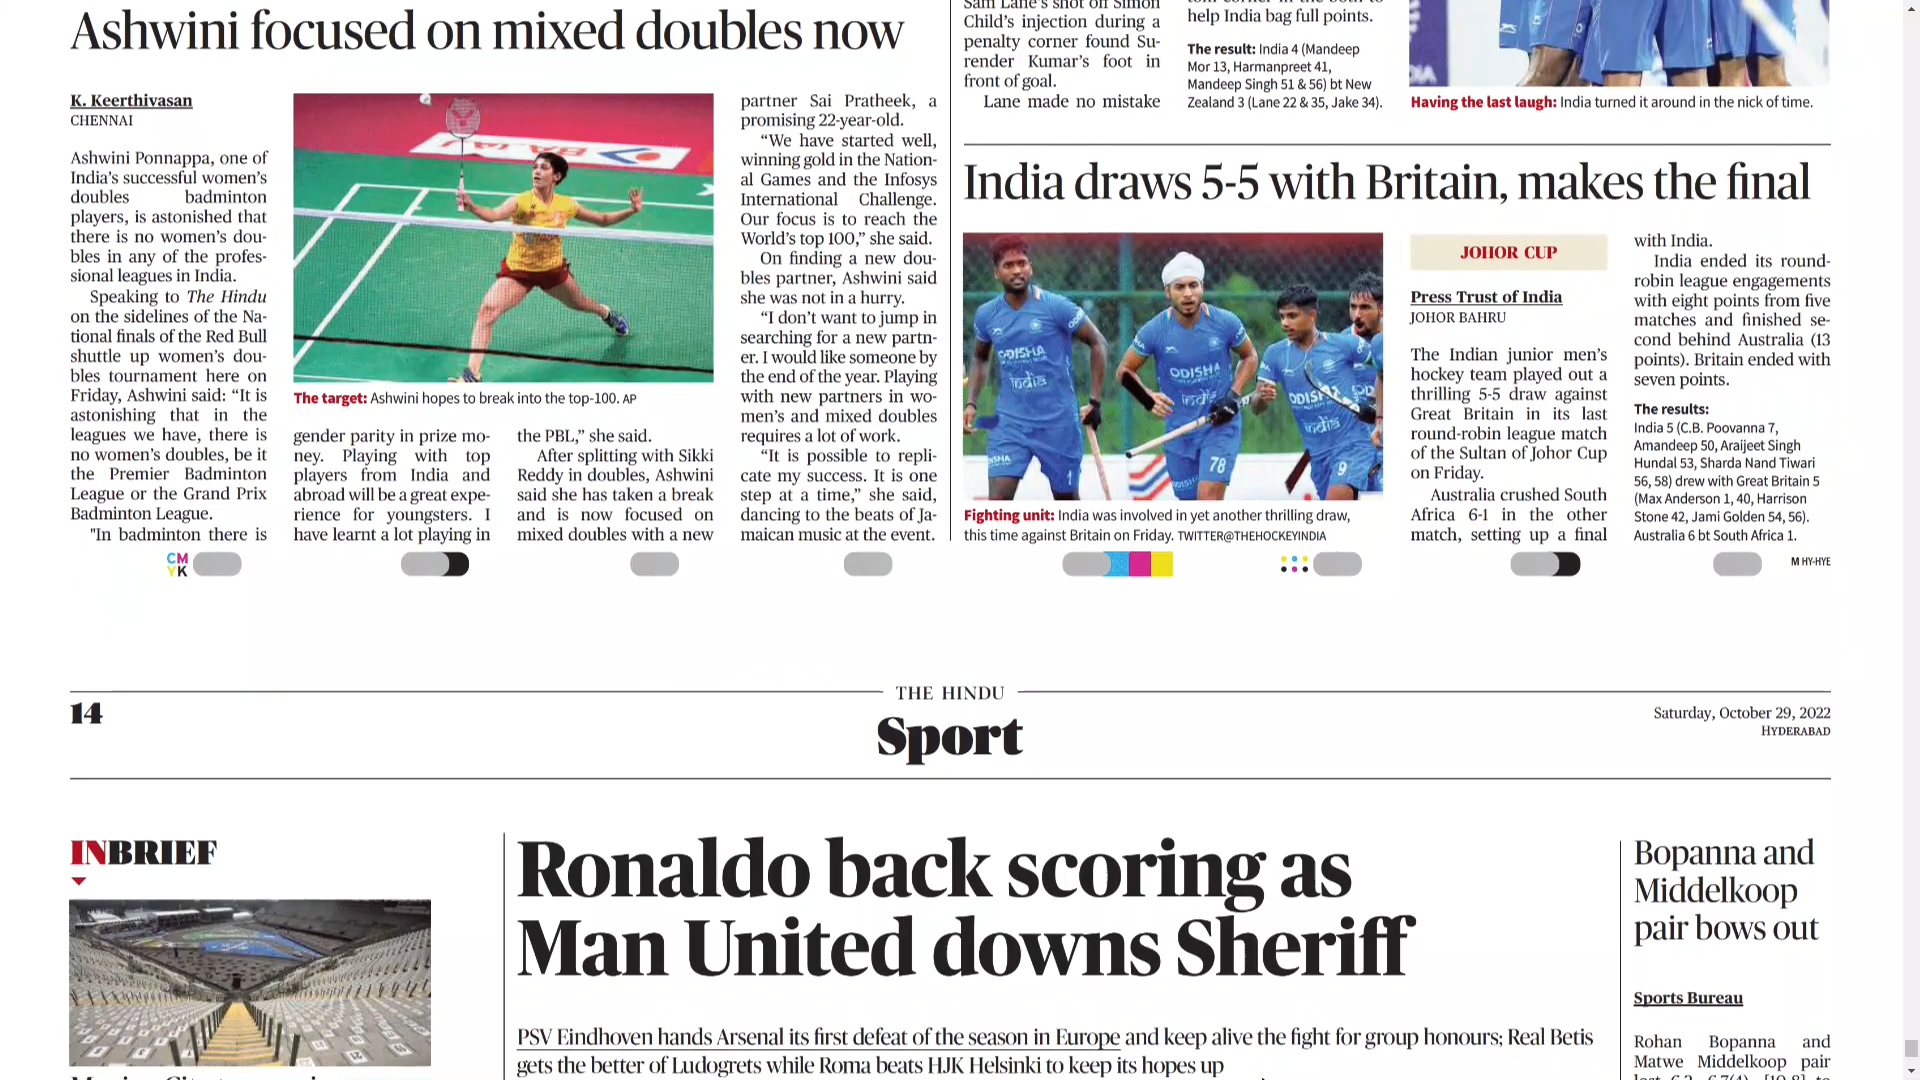 Ashwini focused on mixed doubles now
K. Keerthivasan
CHENNAI
Ashwini Ponnappa, one of
India’s successful women’s
doubles badminton
players, is astonished that
there is no women’s dou-
bles in any of the profes-
sional leagues in India.
Speaking to The Hindu
on the sidelines of the Na-
tional finals of the Red Bull
shuttle up women’s dou-
bles tournament here on
Friday, Ashwini said: “It is
astonishing that in the
leagues we have, there is
no women’s doubles, be it
the Premier Badminton
League or the Grand Prix
Badminton League.
"In badminton there is
BAJAJ
The target: Ashwini hopes to break into the top-100. AP
gender parity in prize mo-
ney. Playing with top
players from India and
abroad will be a great expe-
rience for youngsters. I
have learnt a lot playing in
the PBL,” she said.
After splitting with Sikki
Reddy in doubles, Ashwini
said she has taken a break
and is now focused on
mixed doubles with a new
partner Sai Pratheek, a
promising 22-year-old.
“We have started well,
winning gold in the Nation-
al Games and the Infosys
International Challenge.
Our focus is to reach the
World’s top 100,” she said.
On finding a new dou-
bles partner, Ashwini said
she was not in a hurry.
“I don’t want to jump in
searching for a new partn-
er. I would like someone by
the end of the year. Playing
with new partners in wo-
men’s and mixed doubles
requires a lot of work.
“It is possible to repli-
cate my success. It is one
step at a time,” she said,
dancing to the beats of Ja-
maican music at the event.
Sam Lane’s shot off Simon
Child’s injection during a
penalty corner found Su-
render Kumar’s foot in
front of goal.
Lane made no mistake
help India bag full points.
The result: India 4 (Mandeep
Mor 13, Harmanpreet 41,
Mandeep Singh 51 & 56) bt New
Zealand 3 (Lane 22 & 35, Jake 34).
Having the last laugh: India turned it around in the nick of time.
India draws 5-5 with Britain, makes the final
ODISHA
india
1
ODISHA
india
78
ODISHA
india
9
Fighting unit: India was involved in yet another thrilling draw,
this time against Britain on Friday. TWITTER@THEHOCKEYINDIA
JOHOR CUP
Press Trust of India
JOHOR BAHRU
The Indian junior men’s
hockey team played out a
thrilling 5-5 draw against
Great Britain in its last
round-robin league match
of the Sultan of Johor Cup
on Friday.
Australia crushed South
Africa 6-1 in the other
match, setting up a final
with India.
India ended its round-
robin league engagements
with eight points from five
matches and finished se-
cond behind Australia (13
points). Britain ended with
seven points.
The results:
India 5 (C.B. Poovanna 7,
Amandeep 50, Araijeet Singh
Hundal 53, Sharda Nand Tiwari
56, 58) drew with Great Britain 5
(Max Anderson 1, 40, Harrison
Stone 42, Jami Golden 54, 56).
Australia 6 bt South Africa 1.
CM
YK
M HY-HYE
14
THE HINDU
Sport
Saturday, October 29, 2022
HYDERABAD
INBRIEF
Ronaldo back scoring as
Man United downs Sheriff
PSV Eindhoven hands Arsenal its first defeat of the season in Europe and keep alive the fight for group honours; Real Betis
gets the better of Ludogrets while Roma beats HJK Helsinki to keep its hopes up
Bopanna and
Middelkoop
pair bows out
Sports Bureau
Rohan Bopanna and
Matwe Middelkoop pair